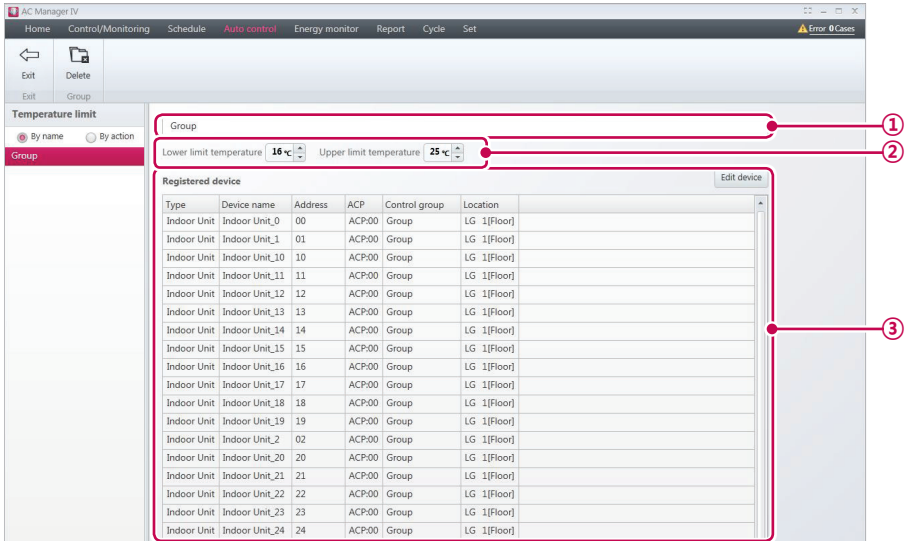 AC Manager IV
Home Control/Monitoring Schedule Auto control Energy monitor Report Cycle Set Error 0 Cases
Exit Delete
Exit Group
Temperature limit
By name By action
Group
Group
①
Lower limit temperature 16 ℃ Upper limit temperature 25 ℃
②
Registered device Edit device
Type Device name Address ACP Control group Location
Indoor Unit Indoor Unit_0 00 ACP:00 Group LG 1[Floor]
Indoor Unit Indoor Unit_1 01 ACP:00 Group LG 1[Floor]
Indoor Unit Indoor Unit_10 10 ACP:00 Group LG 1[Floor]
Indoor Unit Indoor Unit_11 11 ACP:00 Group LG 1[Floor]
Indoor Unit Indoor Unit_12 12 ACP:00 Group LG 1[Floor]
Indoor Unit Indoor Unit_13 13 ACP:00 Group LG 1[Floor]
Indoor Unit Indoor Unit_14 14 ACP:00 Group LG 1[Floor]
③
Indoor Unit Indoor Unit_15 15 ACP:00 Group LG 1[Floor]
Indoor Unit Indoor Unit_16 16 ACP:00 Group LG 1[Floor]
Indoor Unit Indoor Unit_17 17 ACP:00 Group LG 1[Floor]
Indoor Unit Indoor Unit_18 18 ACP:00 Group LG 1[Floor]
Indoor Unit Indoor Unit_19 19 ACP:00 Group LG 1[Floor]
Indoor Unit Indoor Unit_2 02 ACP:00 Group LG 1[Floor]
Indoor Unit Indoor Unit_20 20 ACP:00 Group LG 1[Floor]
Indoor Unit Indoor Unit_21 21 ACP:00 Group LG 1[Floor]
Indoor Unit Indoor Unit_22 22 ACP:00 Group LG 1[Floor]
Indoor Unit Indoor Unit_23 23 ACP:00 Group LG 1[Floor]
Indoor Unit Indoor Unit_24 24 ACP:00 Group LG 1[Floor]